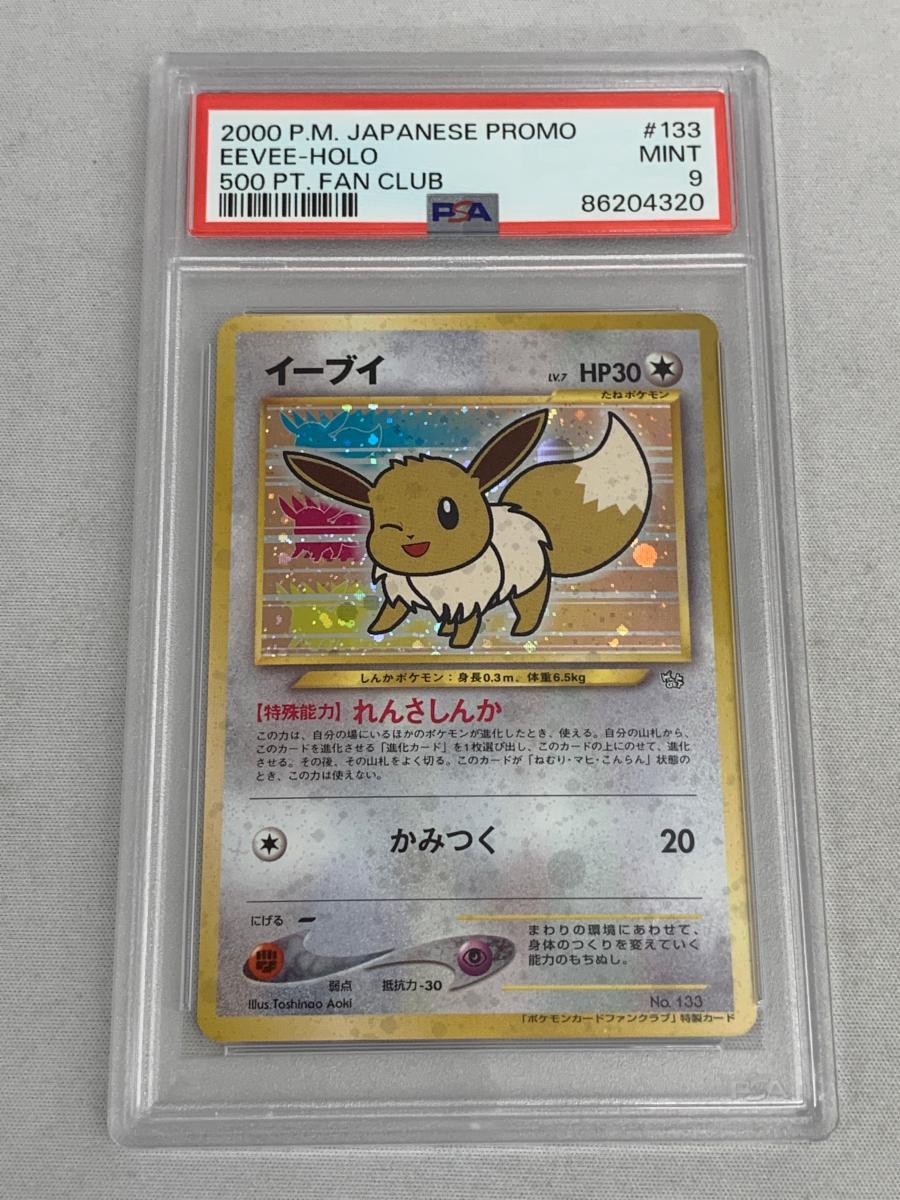 2000 P.M. JAPANESE PROMO #133
EEVEE-HOLO MINT
500 PT. FAN CLUB 9
PSA 86204320
イーブイ LV.7 HP30
たねポケモン
しんかポケモン：身長0.3m、体重6.5kg
【特殊能力】れんさしんか
この力は、自分の場にいるほかのポケモンが進化したとき、使える。自分の山札から、
このカードを進化させる「進化カード」を1枚選び出し、このカードの上にのせて、進化
させる。その後、その山札をよく切る。このカードが「ねむり・マヒ・こんらん」状態の
とき、この力は使えない。
かみつく 20
にげる
まわりの環境にあわせて、
身体のつくりを変えていく
能力のもちぬし。
弱点 抵抗力-30
Illus.Toshinao Aoki No. 133
「ポケモンカードファンクラブ」特製カード
PSA